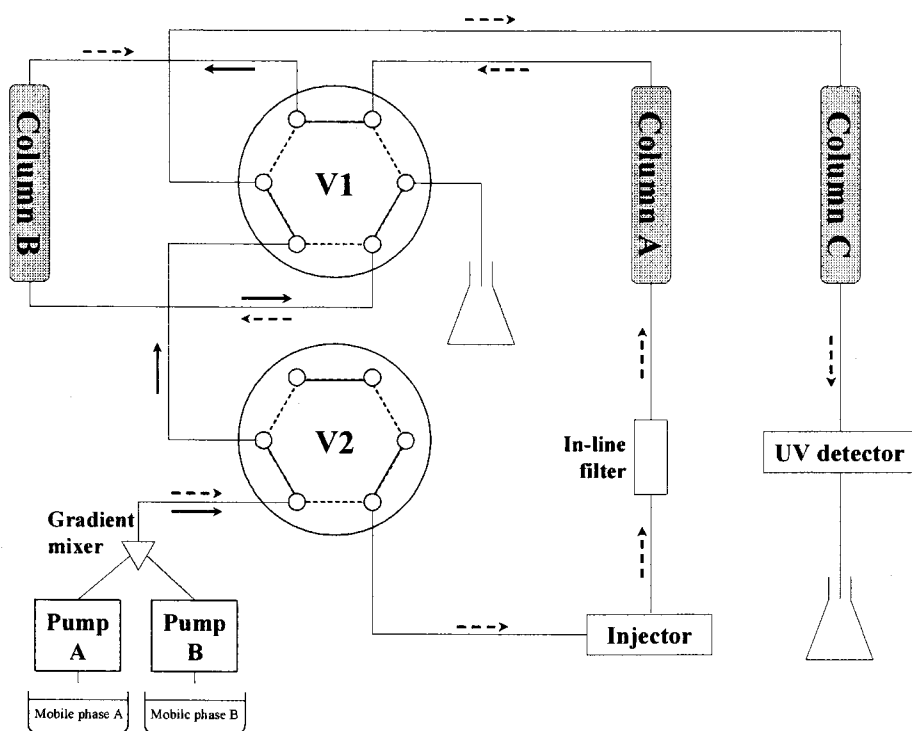 Column B
V1
Column A
Column C
V2
In-line
filter
UV detector
Gradient
mixer
Pump
A
Pump
B
Injector
Mobile phase A
Mobile phase B